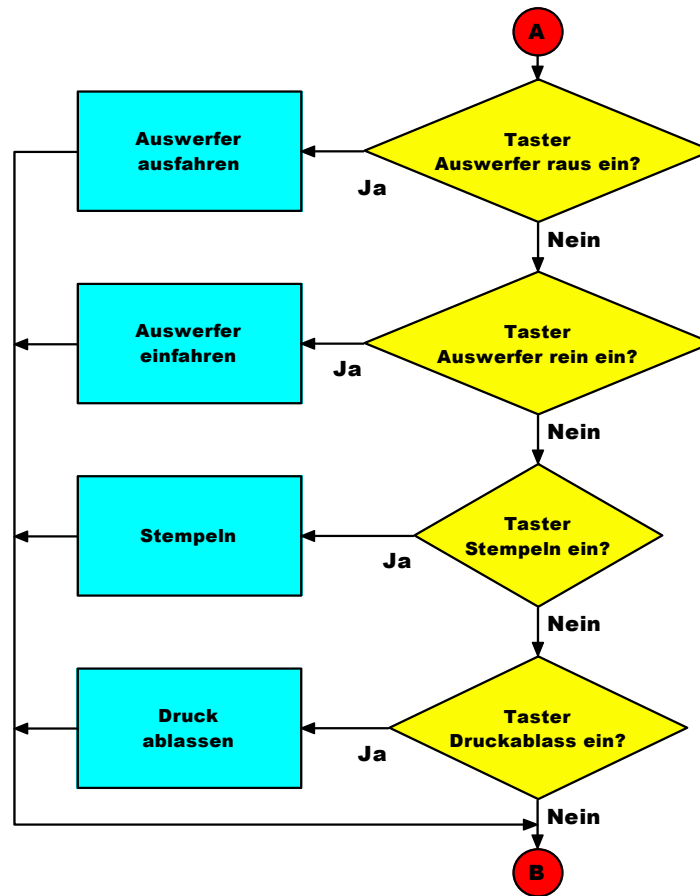 A
Taster
Auswerfer raus ein?
Ja
Auswerfer
ausfahren
Nein
Taster
Auswerfer rein ein?
Ja
Auswerfer
einfahren
Nein
Taster
Stempeln ein?
Ja
Stempeln
Nein
Taster
Druckablass ein?
Ja
Druck
ablassen
Nein
B